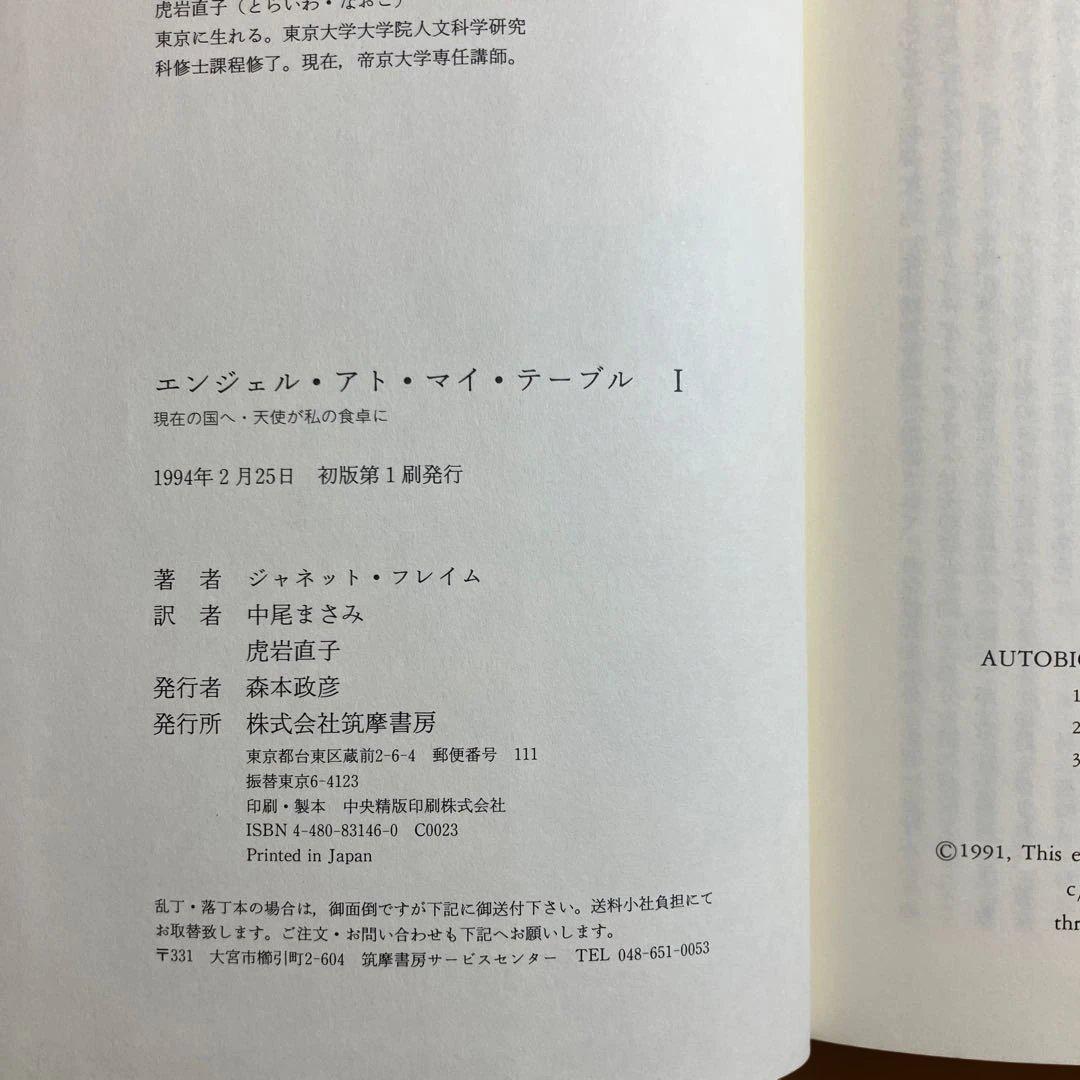 虎岩直子(とらいわ・なおこ)
東京に生れる。東京大学大学院人文科学研究
科修士課程修了。現在,帝京大学専任講師。
エンジェル・アト・マイ・テーブル Ⅰ
現在の国へ・天使が私の食卓に
1994年2月25日 初版第1刷発行
著 者 ジャネット・フレイム
訳 者 中尾まさみ
虎岩直子
発行者 森本政彦
発行所 株式会社筑摩書房
東京都台東区蔵前2-6-4 郵便番号 111
振替東京6-4123
印刷・製本 中央精版印刷株式会社
ISBN 4-480-83146-0 C0023
Printed in Japan
乱丁・落丁本の場合は,御面倒ですが下記に御送付下さい。送料小社負担にて
お取替致します。ご注文・お問い合わせも下記へお願いします。
〒331 大宮市櫛引町2-604 筑摩書房サービスセンター TEL 048-651-0053
AUTOBIO
1
2
3
©1991, This e
c/
thr